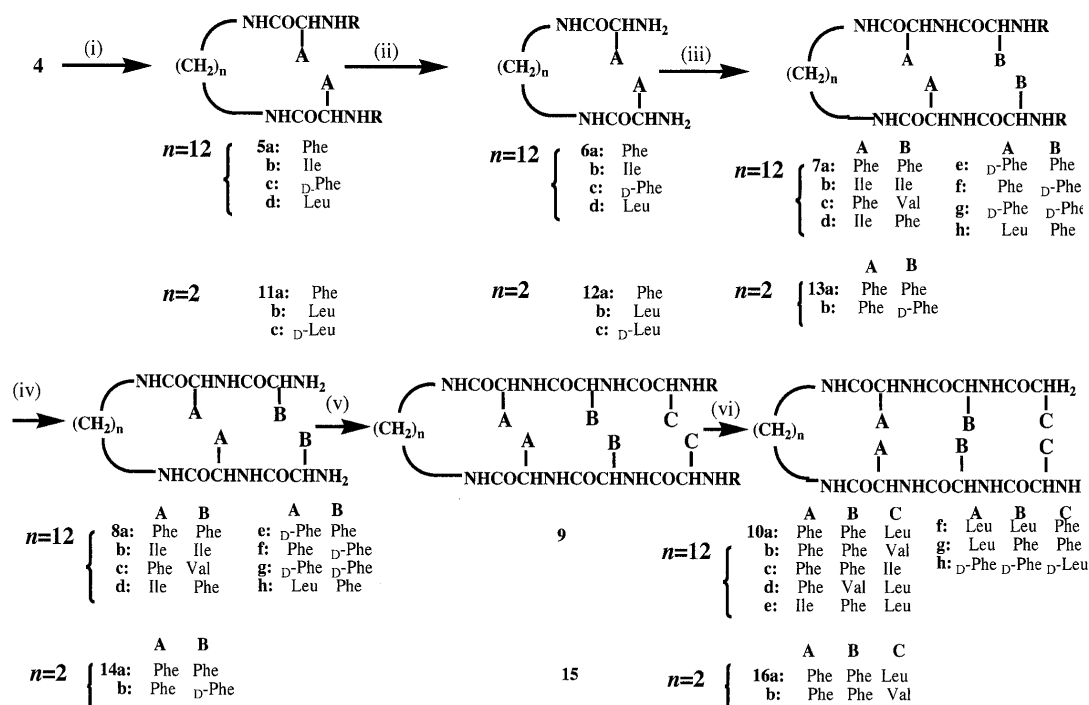 4
(i)
NHCOCHNHR
A
(CH2)n
A
NHCOCHNHR
(ii)
NHCOCHNH2
A
(CH2)n
A
NHCOCHNH2
(iii)
NHCOCHNHCOCHNHR
A B
(CH2)n
A B
NHCOCHNHCOCHNHR
n=12
5a: Phe
b: Ile
c: D-Phe
d: Leu
n=12
6a: Phe
b: Ile
c: D-Phe
d: Leu
n=12
A B A B
7a: Phe Phe e: D-Phe Phe
b: Ile Ile f: Phe D-Phe
c: Phe Val g: D-Phe D-Phe
d: Ile Phe h: Leu Phe
n=2
11a: Phe
b: Leu
c: D-Leu
n=2
12a: Phe
b: Leu
c: D-Leu
n=2
A B
13a: Phe Phe
b: Phe D-Phe
(iv)
NHCOCHNHCOCHNH2
A B
(CH2)n
A B
NHCOCHNHCOCHNH2
(v)
NHCOCHNHCOCHNHCOCHNHR
A B C
(CH2)n
A B C
NHCOCHNHCOCHNHCOCHNHR
(vi)
NHCOCHNHCOCHNHCOCHH2
A B C
(CH2)n
A B C
NHCOCHNHCOCHNHCOCHNH
n=12
A B A B
8a: Phe Phe e: D-Phe Phe
b: Ile Ile f: Phe D-Phe
c: Phe Val g: D-Phe D-Phe
d: Ile Phe h: Leu Phe
9
n=12
A B C A B C
10a: Phe Phe Leu f: Leu Leu Phe
b: Phe Phe Val g: Leu Phe Phe
c: Phe Phe Ile h: D-Phe D-Phe D-Leu
d: Phe Val Leu
e: Ile Phe Leu
n=2
A B
14a: Phe Phe
b: Phe D-Phe
15
n=2
A B C
16a: Phe Phe Leu
b: Phe Phe Val